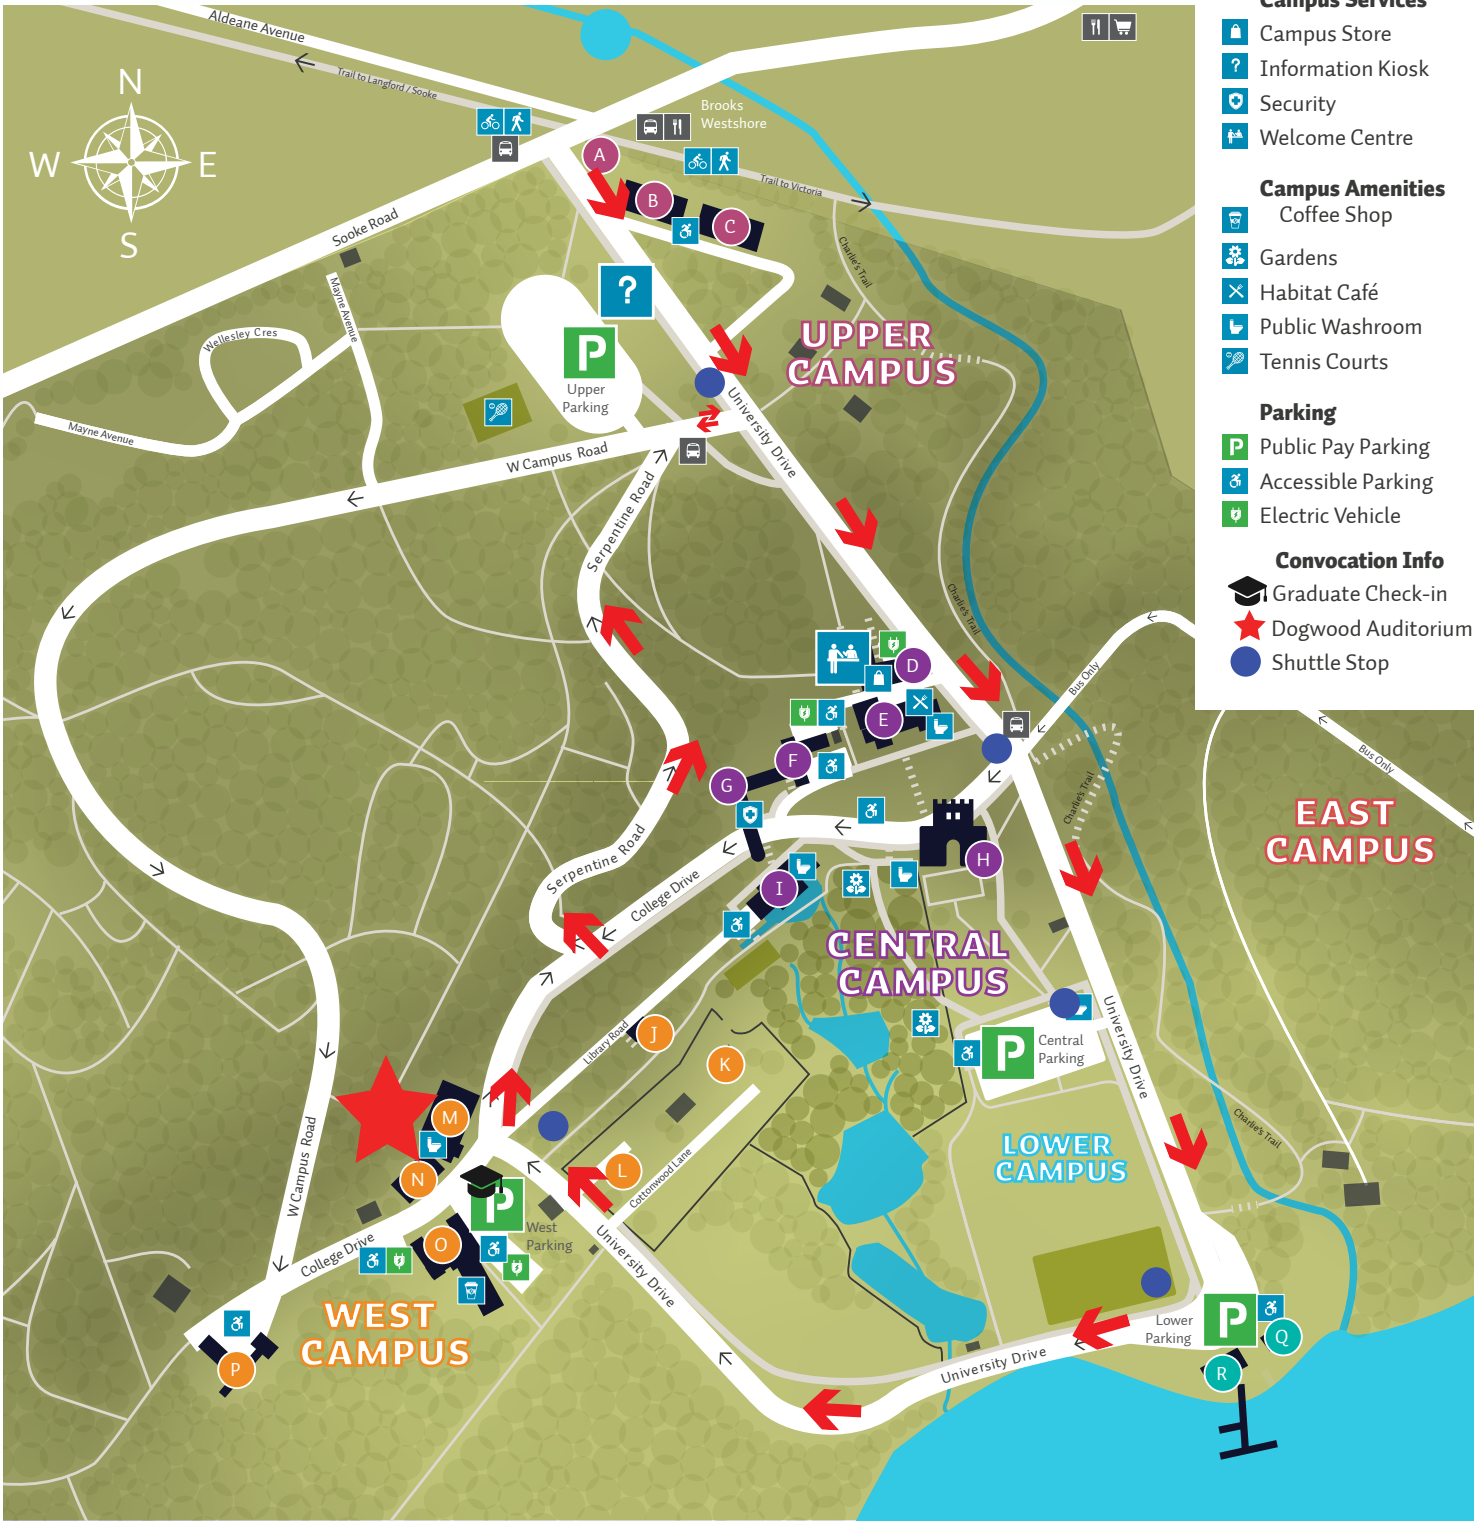 Campus Services
Campus Store
? Information Kiosk
Security
Welcome Centre
Campus Amenities
Coffee Shop
Gardens
Habitat Café
Public Washroom
Tennis Courts
Parking
P Public Pay Parking
Accessible Parking
Electric Vehicle
Convocation Info
Graduate Check-in
Dogwood Auditorium
Shuttle Stop
Aldeane Avenue
Trail to Langford / Sooke
N
W
E
S
Brooks
Westshore
A
B
C
Trail to Victoria
Sooke Road
Mayne Avenue
Wellesley Cres
Mayne Avenue
?
P
Upper
Parking
Charlie's Trail
UPPER
CAMPUS
University Drive
W Campus Road
Serpentine Road
Charlie's Trail
Bus Only
Bus Only
D
E
F
G
H
I
EAST
CAMPUS
Charlie's Trail
Serpentine Road
College Drive
CENTRAL
CAMPUS
Library Road
J
K
P
Central
Parking
University Drive
W Campus Road
M
N
L
Cottonwood Lane
LOWER
CAMPUS
Charlie's Trail
P
West
Parking
O
College Drive
University Drive
WEST
CAMPUS
P
Lower
Parking
P
Q
R
University Drive